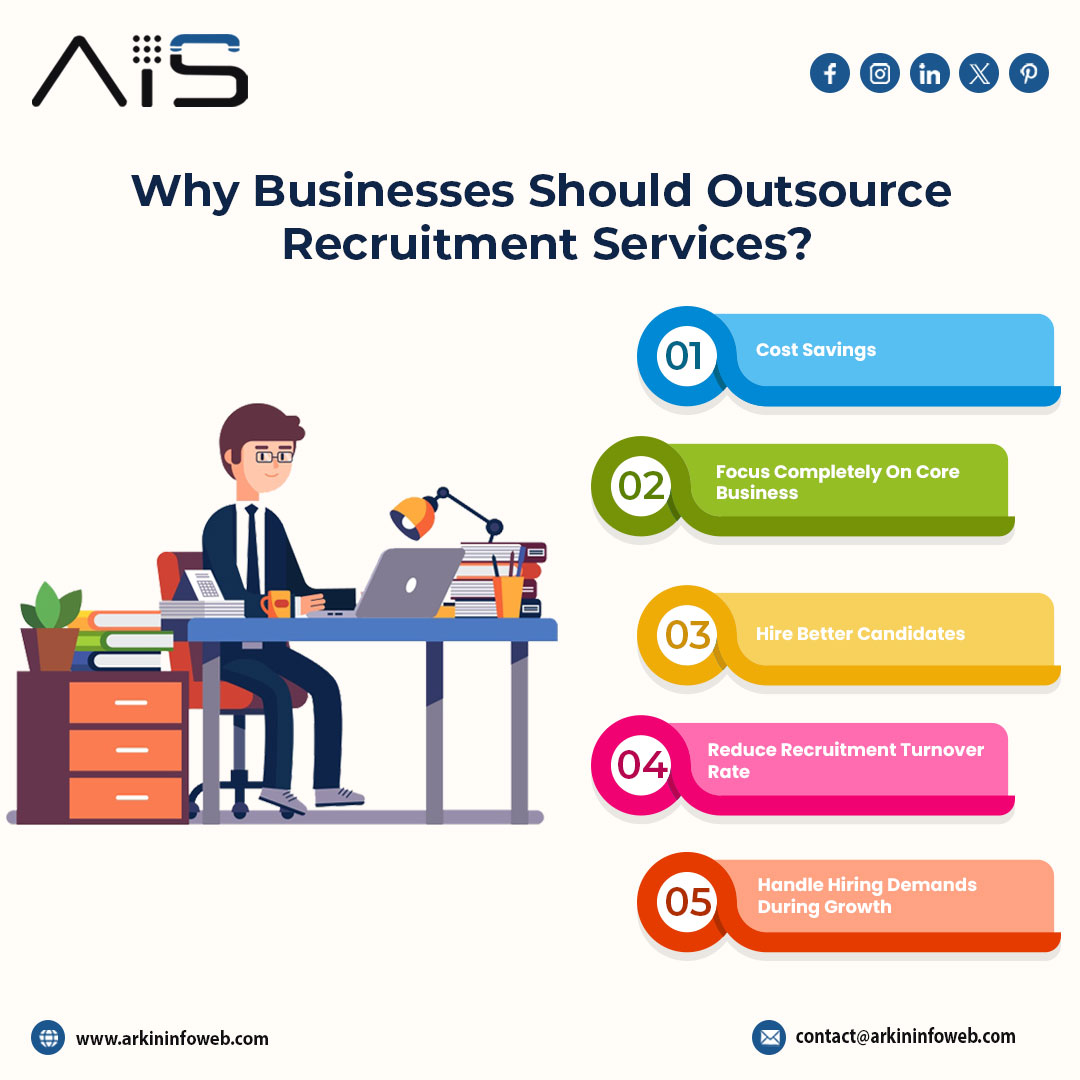 AiS
Why Businesses Should Outsource
Recruitment Services?
01
Cost Savings
02
Focus Completely On Core
Business
03
Hire Better Candidates
04
Reduce Recruitment Turnover
Rate
05
Handle Hiring Demands
During Growth
www.arkininfoweb.com
contact@arkininfoweb.com